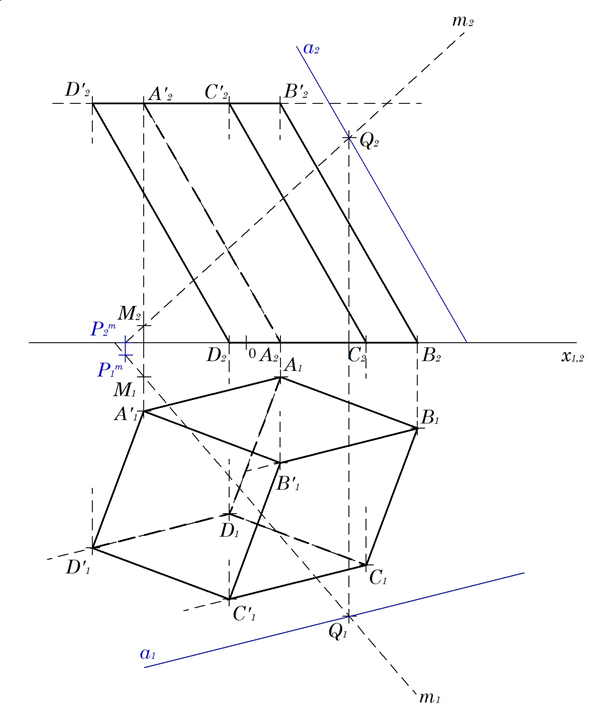 m₂
a₂
D'₂ A'₂ C'₂ B'₂
Q₂
M₂
P₂ᵐ
D₂ 0 A₂ C₂ B₂ x₁,₂
P₁ᵐ A₁
M₁
A'₁ B₁
B'₁
D₁
D'₁ C₁
C'₁
Q₁
a₁
m₁